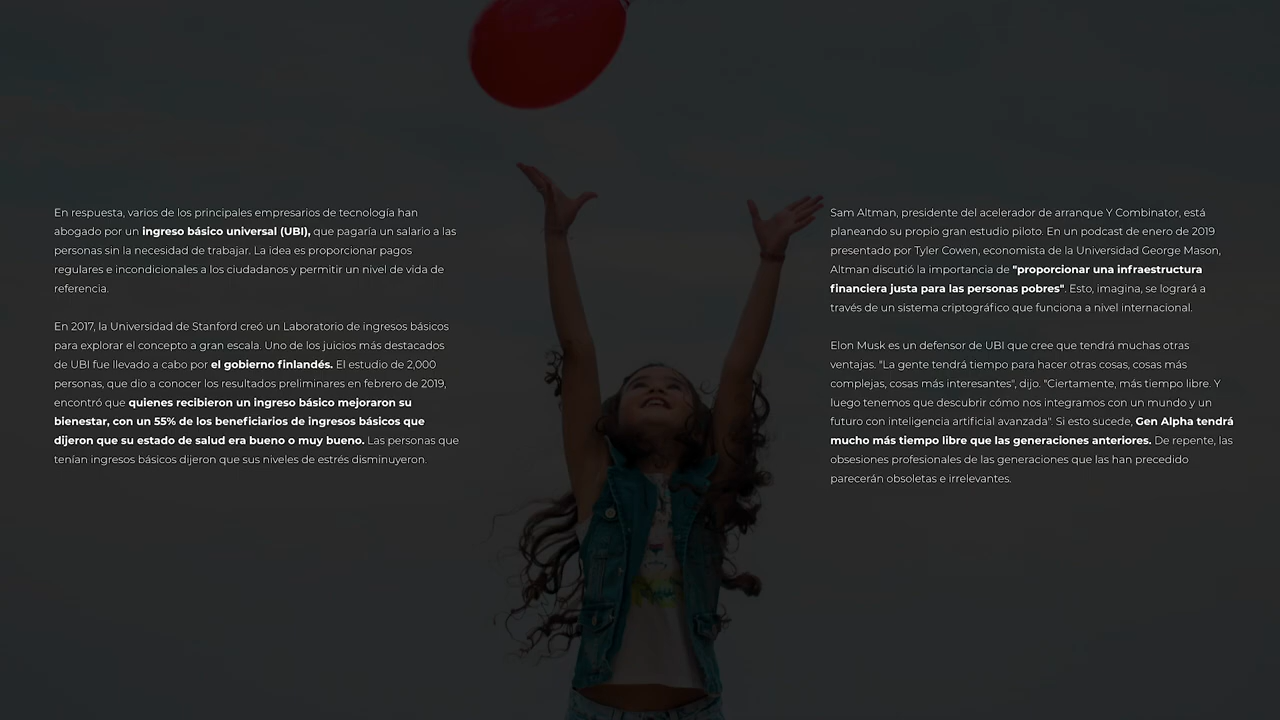 En respuesta, varios de los principales empresarios de tecnología han
abogado por un ingreso básico universal (UBI), que pagaría un salario a las
personas sin la necesidad de trabajar. La idea es proporcionar pagos
regulares e incondicionales a los ciudadanos y permitir un nivel de vida de
referencia.
En 2017, la Universidad de Stanford creó un Laboratorio de ingresos básicos
para explorar el concepto a gran escala. Uno de los juicios más destacados
de UBI fue llevado a cabo por el gobierno finlandés. El estudio de 2,000
personas, que dio a conocer los resultados preliminares en febrero de 2019,
encontró que quienes recibieron un ingreso básico mejoraron su
bienestar, con un 55% de los beneficiarios de ingresos básicos que
dijeron que su estado de salud era bueno o muy bueno. Las personas que
tenían ingresos básicos dijeron que sus niveles de estrés disminuyeron.
Sam Altman, presidente del acelerador de arranque Y Combinator, está
planeando su propio gran estudio piloto. En un podcast de enero de 2019
presentado por Tyler Cowen, economista de la Universidad George Mason,
Altman discutió la importancia de "proporcionar una infraestructura
financiera justa para las personas pobres". Esto, imagina, se logrará a
través de un sistema criptográfico que funciona a nivel internacional.
Elon Musk es un defensor de UBI que cree que tendrá muchas otras
ventajas. "La gente tendrá tiempo para hacer otras cosas, cosas más
complejas, cosas más interesantes", dijo. "Ciertamente, más tiempo libre. Y
luego tenemos que descubrir cómo nos integramos con un mundo y un
futuro con inteligencia artificial avanzada". Si esto sucede, Gen Alpha tendrá
mucho más tiempo libre que las generaciones anteriores. De repente, las
obsesiones profesionales de las generaciones que las han precedido
parecerán obsoletas e irrelevantes.